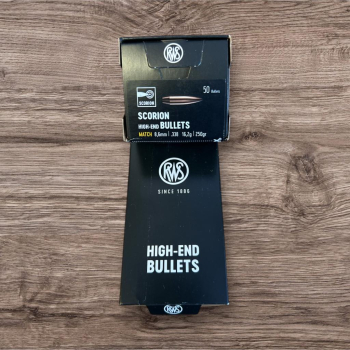 RWS
50 Bullets
SCORION
SCORION
HIGH-END BULLETS
MATCH | 8,6mm | .338 | 16,2g | 250gr
RWS
SINCE 1886
HIGH-END
BULLETS
RWS